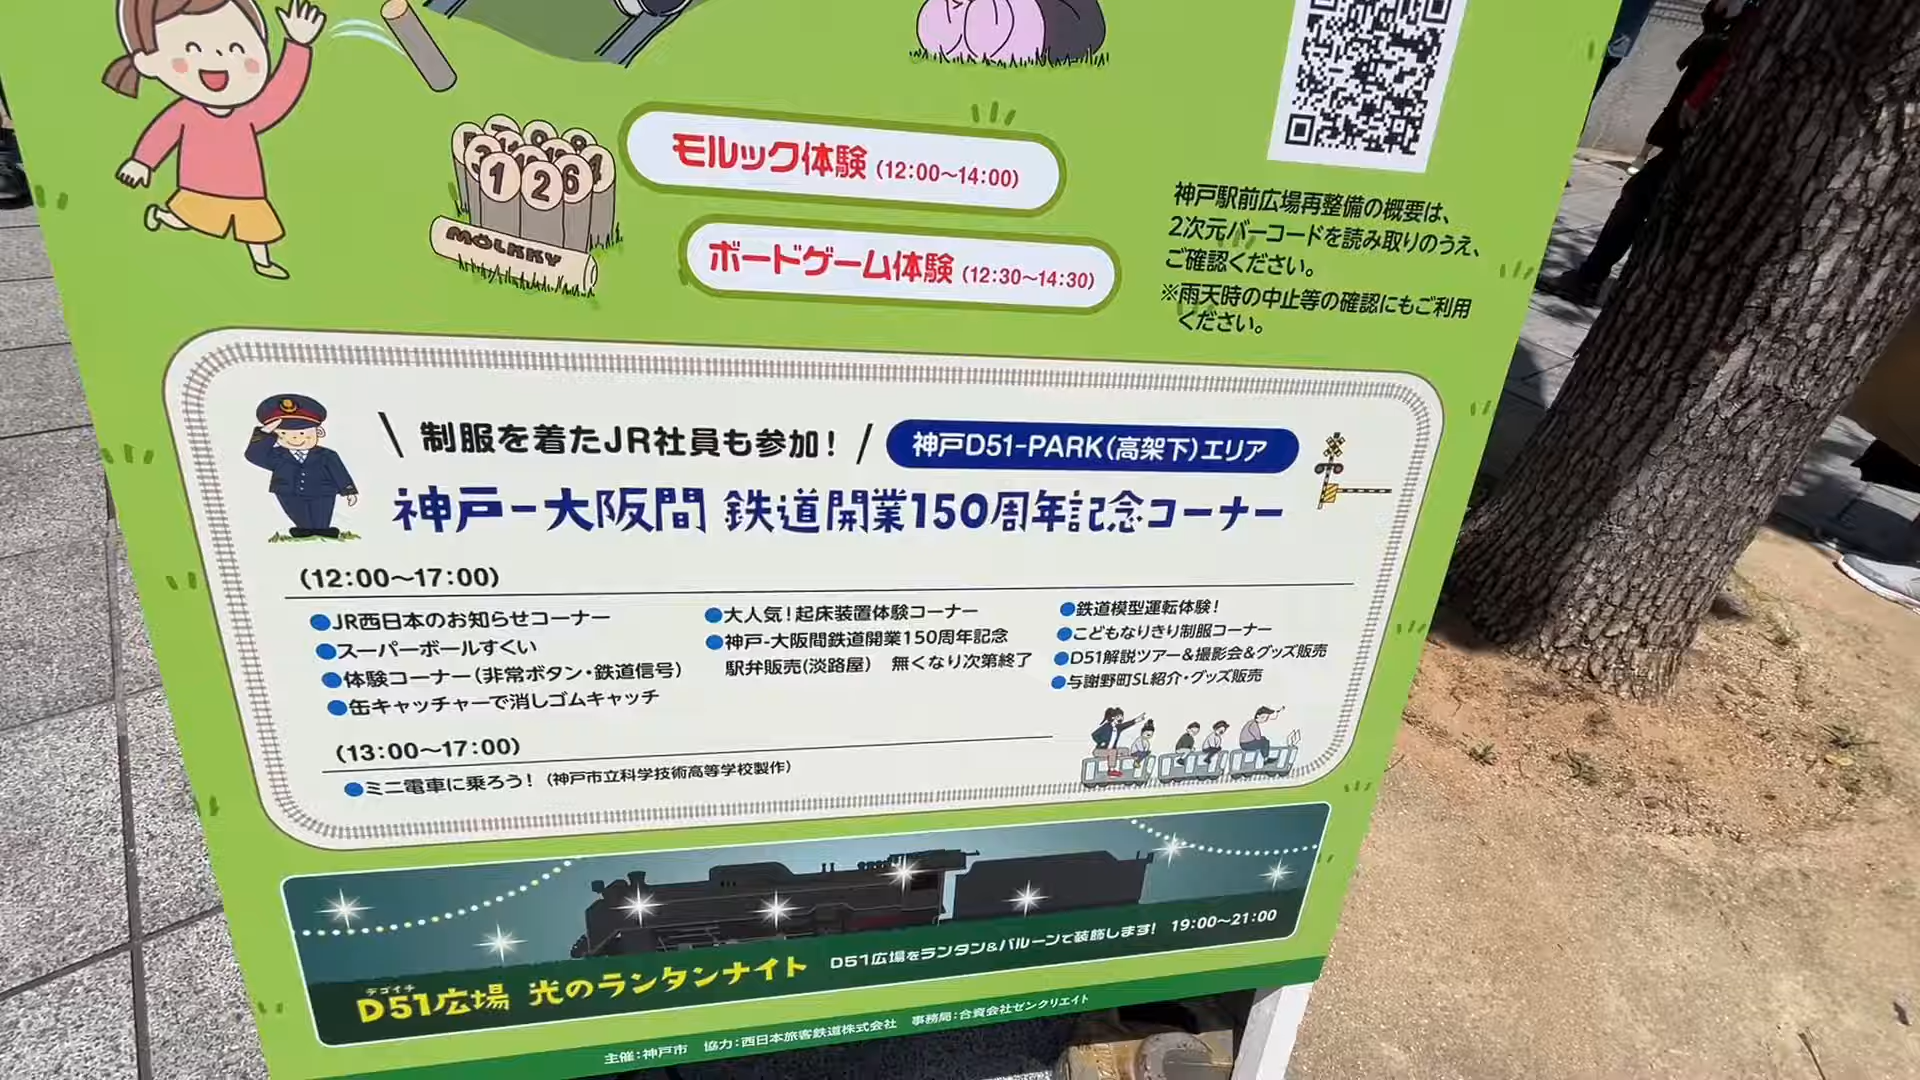 モルック体験 (12:00～14:00)
ボードゲーム体験 (12:30～14:30)
1 2 6
MÖLKKY
神戸駅前広場再整備の概要は、
2次元バーコードを読み取りのうえ、
ご確認ください。
※雨天時の中止等の確認にもご利用
ください。
\ 制服を着たJR社員も参加! /
神戸D51-PARK(高架下)エリア
神戸-大阪間 鉄道開業150周年記念コーナー
(12:00～17:00)
●JR西日本のお知らせコーナー
●スーパーボールすくい
●体験コーナー(非常ボタン・鉄道信号)
●缶キャッチャーで消しゴムキャッチ
●大人気!起床装置体験コーナー
●神戸-大阪間鉄道開業150周年記念
駅弁販売(淡路屋) 無くなり次第終了
●鉄道模型運転体験!
●こどもなりきり制服コーナー
●D51解説ツアー&撮影会&グッズ販売
●与謝野町SL紹介・グッズ販売
(13:00～17:00)
●ミニ電車に乗ろう! (神戸市立科学技術高等学校製作)
デゴイチ
D51広場 光のランタンナイト
D51広場をランタン&バルーンで装飾します! 19:00～21:00
主催:神戸市 協力:西日本旅客鉄道株式会社 事務局:合資会社ゼンクリエイト